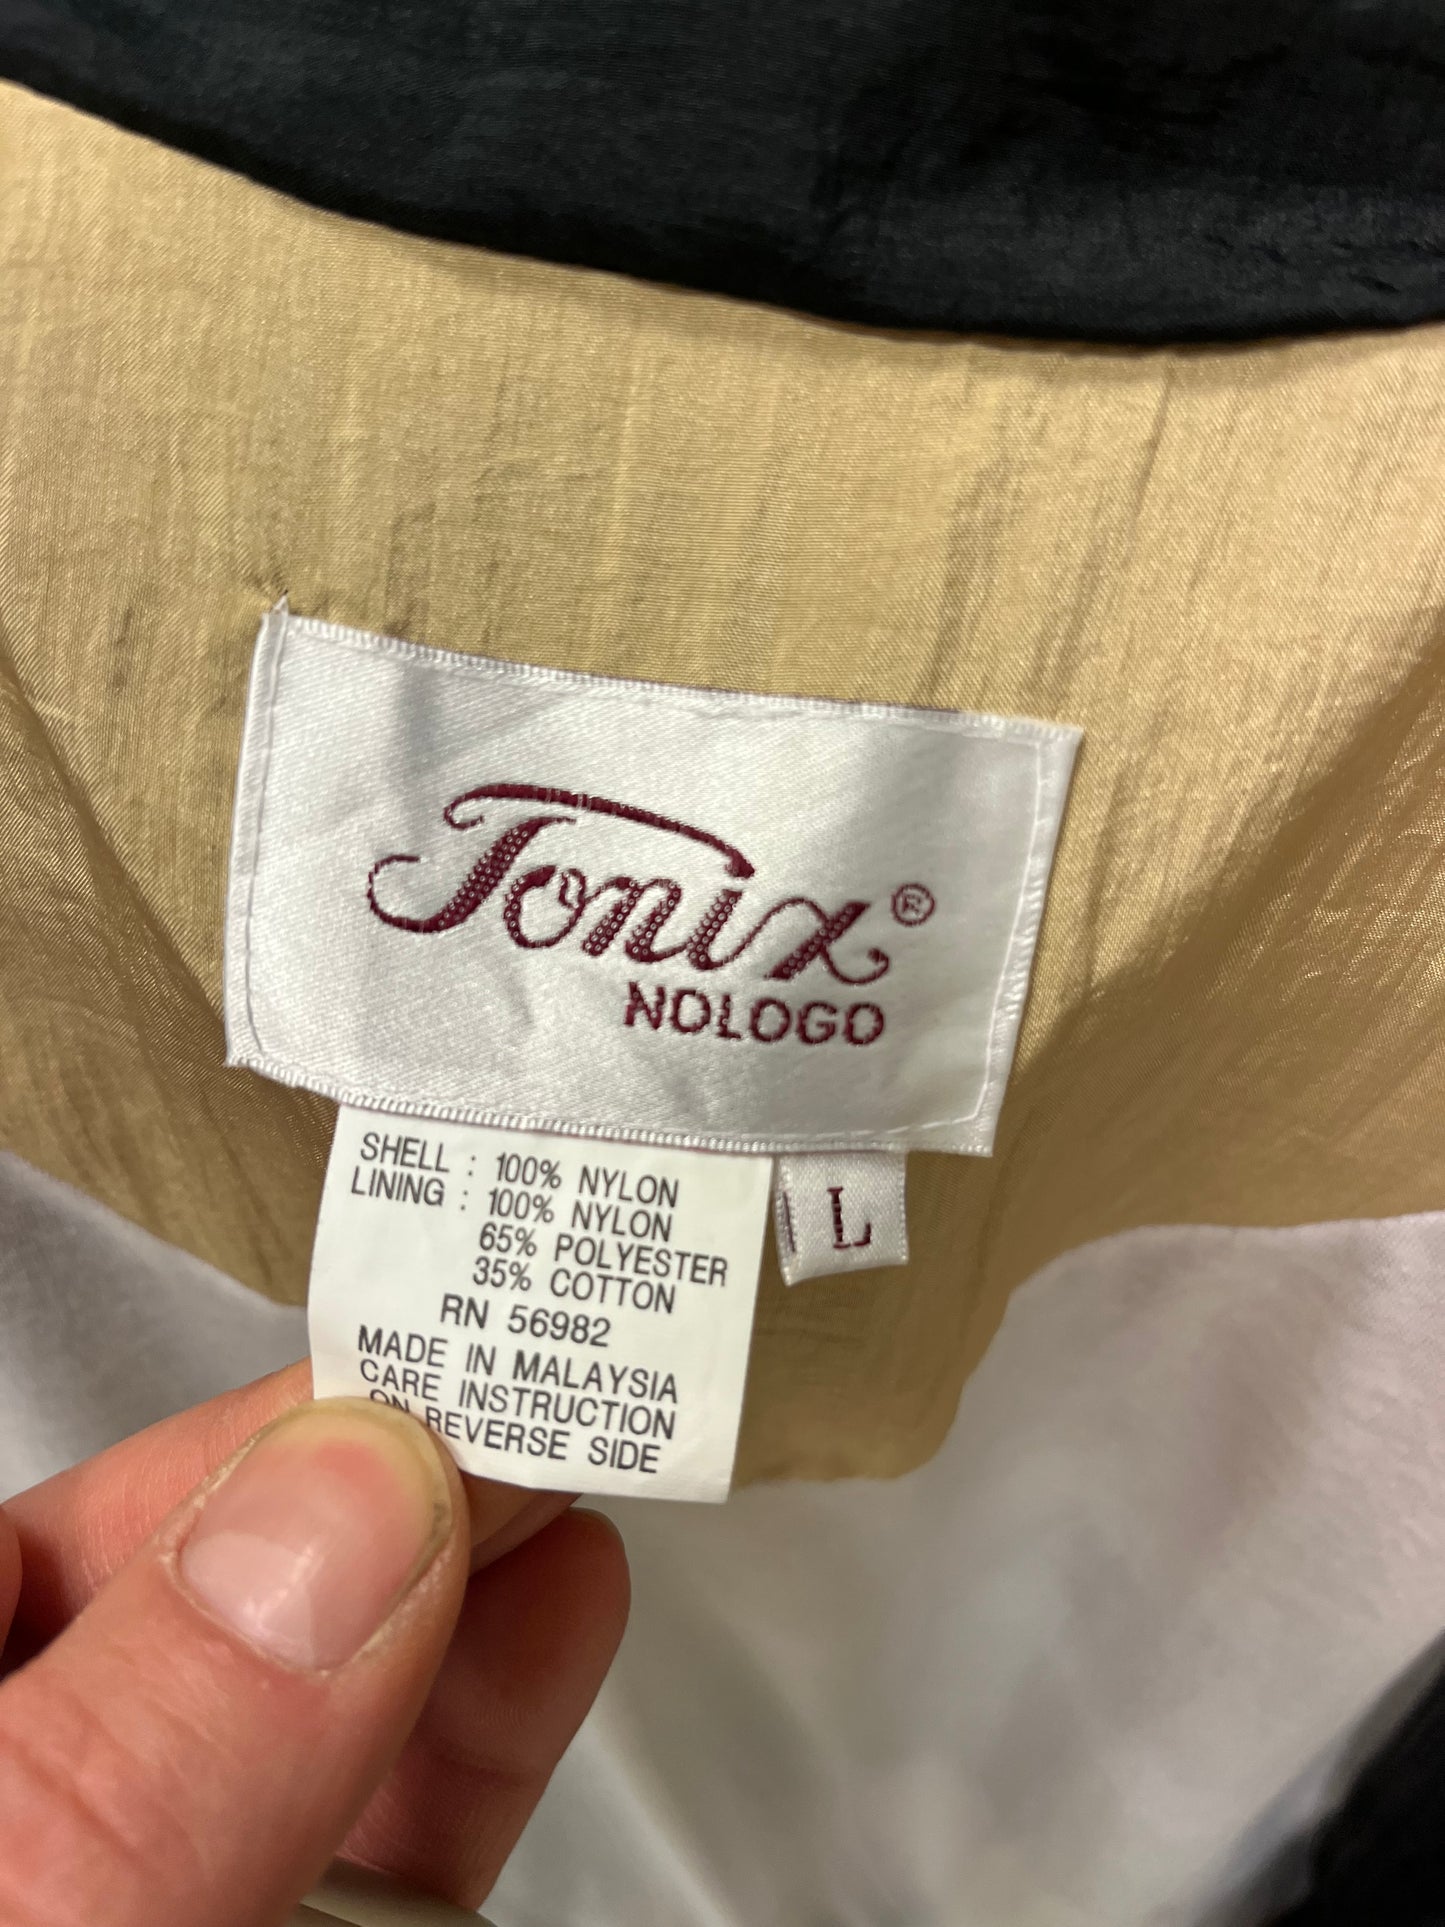 Tonix®
NOLOGO
L
SHELL : 100% NYLON
LINING : 100% NYLON
65% POLYESTER
35% COTTON
RN 56982
MADE IN MALAYSIA
CARE INSTRUCTION
ON REVERSE SIDE